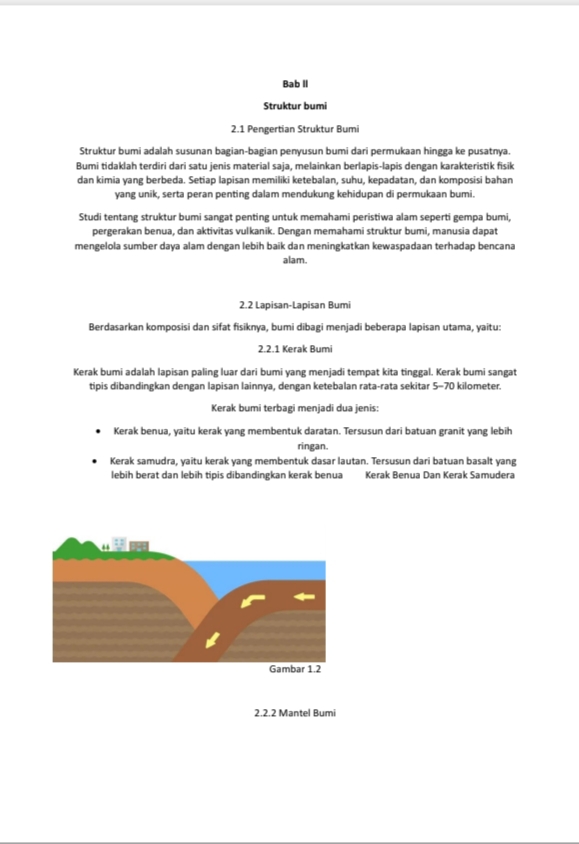 Bab II
Struktur bumi
2.1 Pengertian Struktur Bumi
Struktur bumi adalah susunan bagian-bagian penyusun bumi dari permukaan hingga ke pusatnya.
Bumi tidaklah terdiri dari satu jenis material saja, melainkan berlapis-lapis dengan karakteristik fisik
dan kimia yang berbeda. Setiap lapisan memiliki ketebalan, suhu, kepadatan, dan komposisi bahan
yang unik, serta peran penting dalam mendukung kehidupan di permukaan bumi.
Studi tentang struktur bumi sangat penting untuk memahami peristiwa alam seperti gempa bumi,
pergerakan benua, dan aktivitas vulkanik. Dengan memahami struktur bumi, manusia dapat
mengelola sumber daya alam dengan lebih baik dan meningkatkan kewaspadaan terhadap bencana
alam.
2.2 Lapisan-Lapisan Bumi
Berdasarkan komposisi dan sifat fisiknya, bumi dibagi menjadi beberapa lapisan utama, yaitu:
2.2.1 Kerak Bumi
Kerak bumi adalah lapisan paling luar dari bumi yang menjadi tempat kita tinggal. Kerak bumi sangat
tipis dibandingkan dengan lapisan lainnya, dengan ketebalan rata-rata sekitar 5–70 kilometer.
Kerak bumi terbagi menjadi dua jenis:
• Kerak benua, yaitu kerak yang membentuk daratan. Tersusun dari batuan granit yang lebih
ringan.
• Kerak samudra, yaitu kerak yang membentuk dasar lautan. Tersusun dari batuan basalt yang
lebih berat dan lebih tipis dibandingkan kerak benua Kerak Benua Dan Kerak Samudera
Gambar 1.2
2.2.2 Mantel Bumi